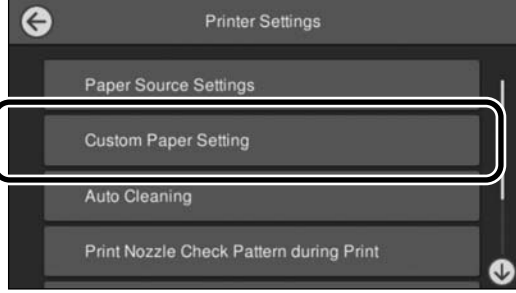 Printer Settings
Paper Source Settings
Custom Paper Setting
Auto Cleaning
Print Nozzle Check Pattern during Print